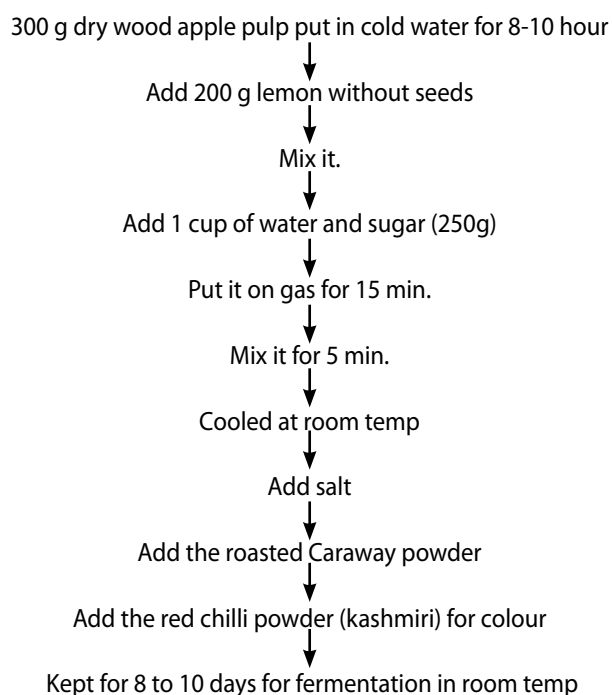 300 g dry wood apple pulp put in cold water for 8-10 hour
Add 200 g lemon without seeds
Mix it.
Add 1 cup of water and sugar (250g)
Put it on gas for 15 min.
Mix it for 5 min.
Cooled at room temp
Add salt
Add the roasted Caraway powder
Add the red chilli powder (kashmiri) for colour
Kept for 8 to 10 days for fermentation in room temp